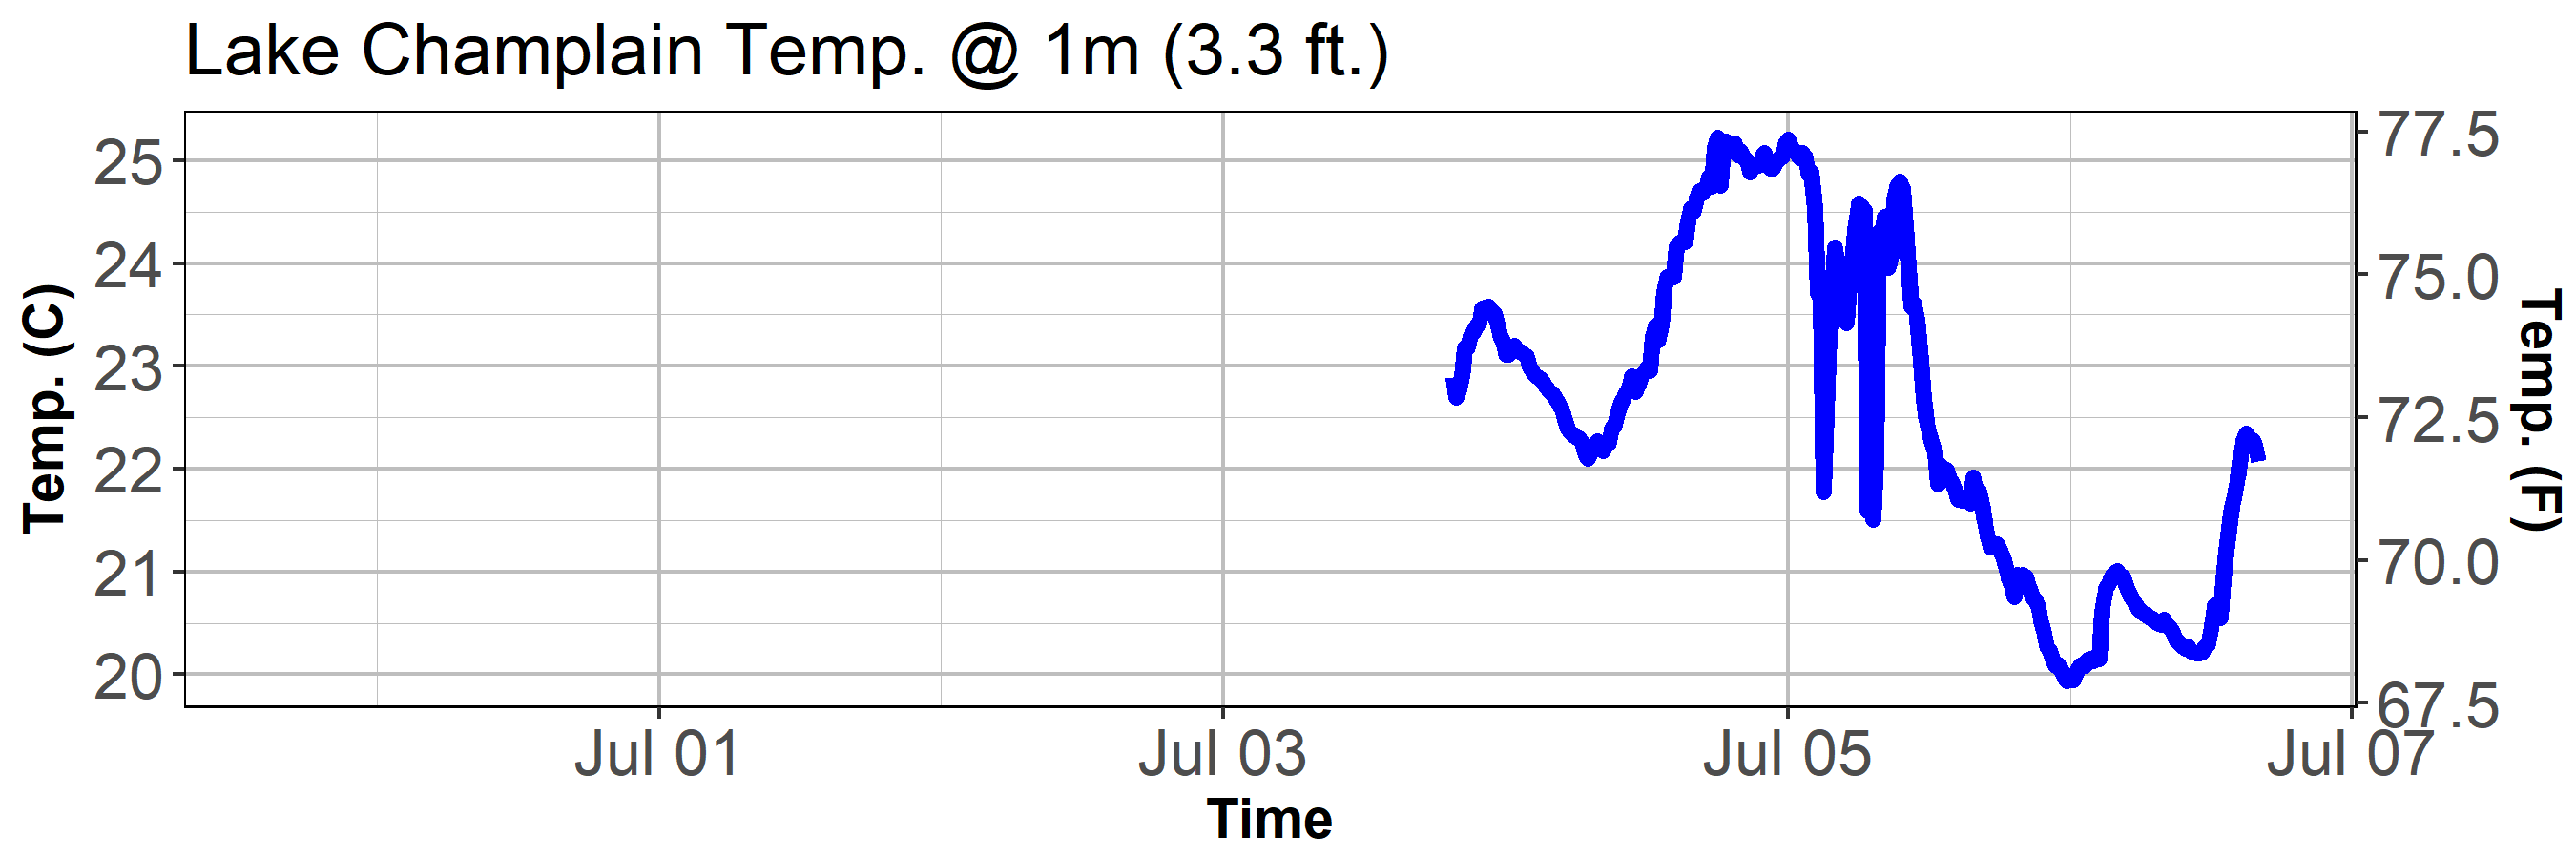 Lake Champlain Temp. @ 1m (3.3 ft.)
Temp. (C)
25
24
23
22
21
20
77.5
75.0
72.5
70.0
67.5
Temp. (F)
Jul 01 Jul 03 Jul 05 Jul 07
Time